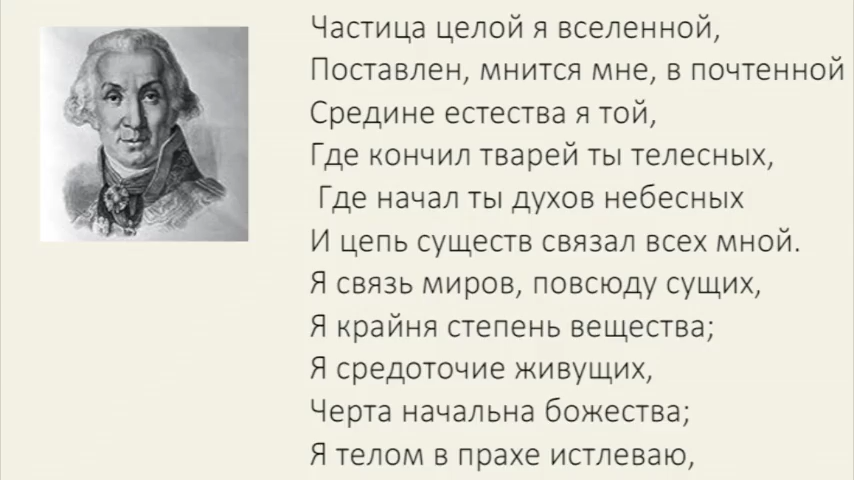 Частица целой я вселенной,
Поставлен, мнится мне, в почтенной
Средине естества я той,
Где кончил тварей ты телесных,
Где начал ты духов небесных
И цепь существ связал всех мной.
Я связь миров, повсюду сущих,
Я крайня степень вещества;
Я средоточие живущих,
Черта начальна божества;
Я телом в прахе истлеваю,